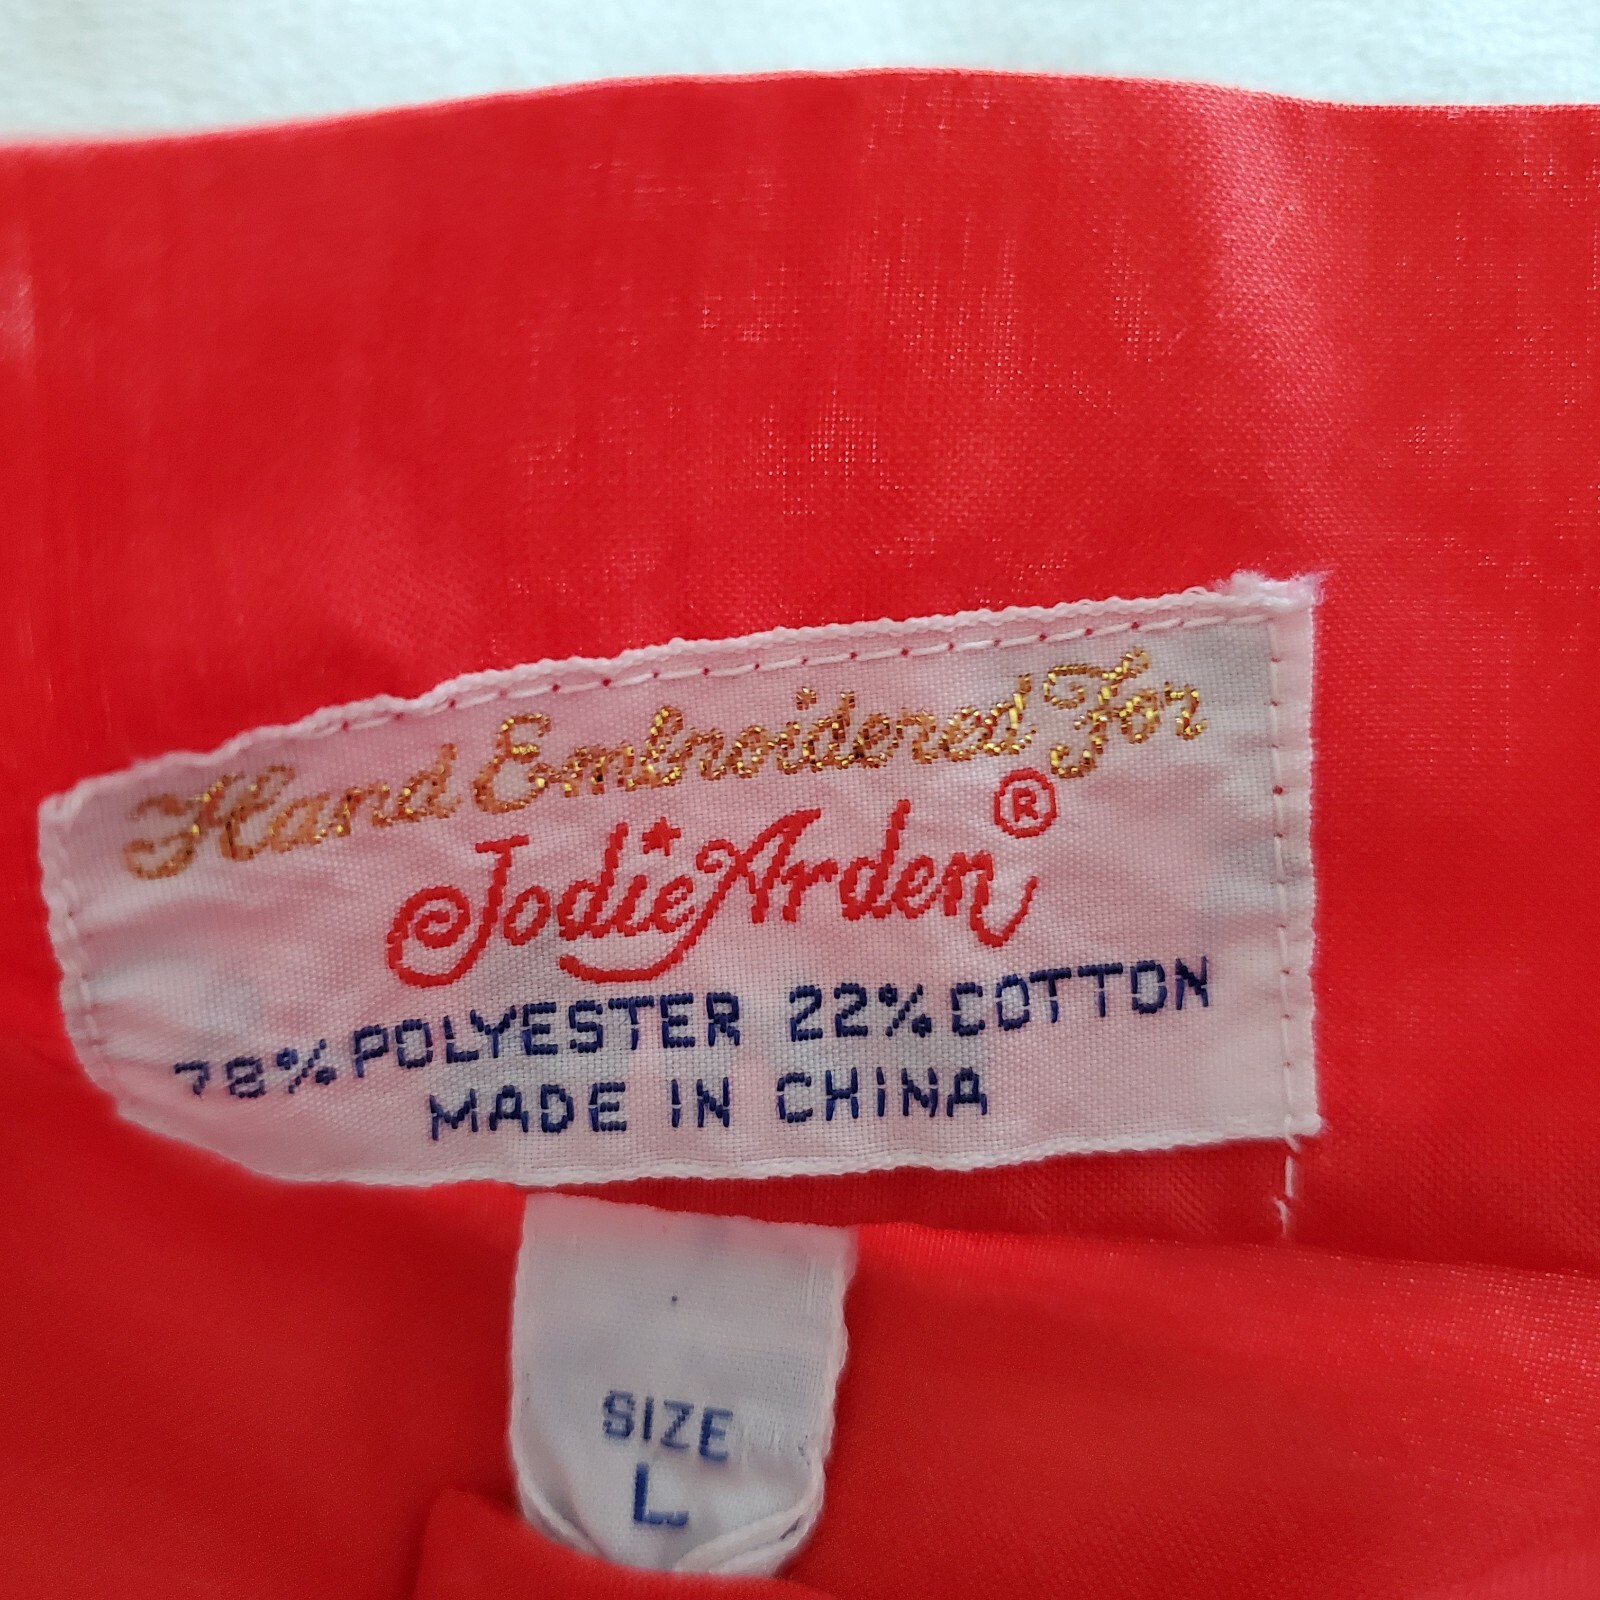 Hand Embroidered For
Jodie Arden ®
78% POLYESTER 22% COTTON
MADE IN CHINA
SIZE
L